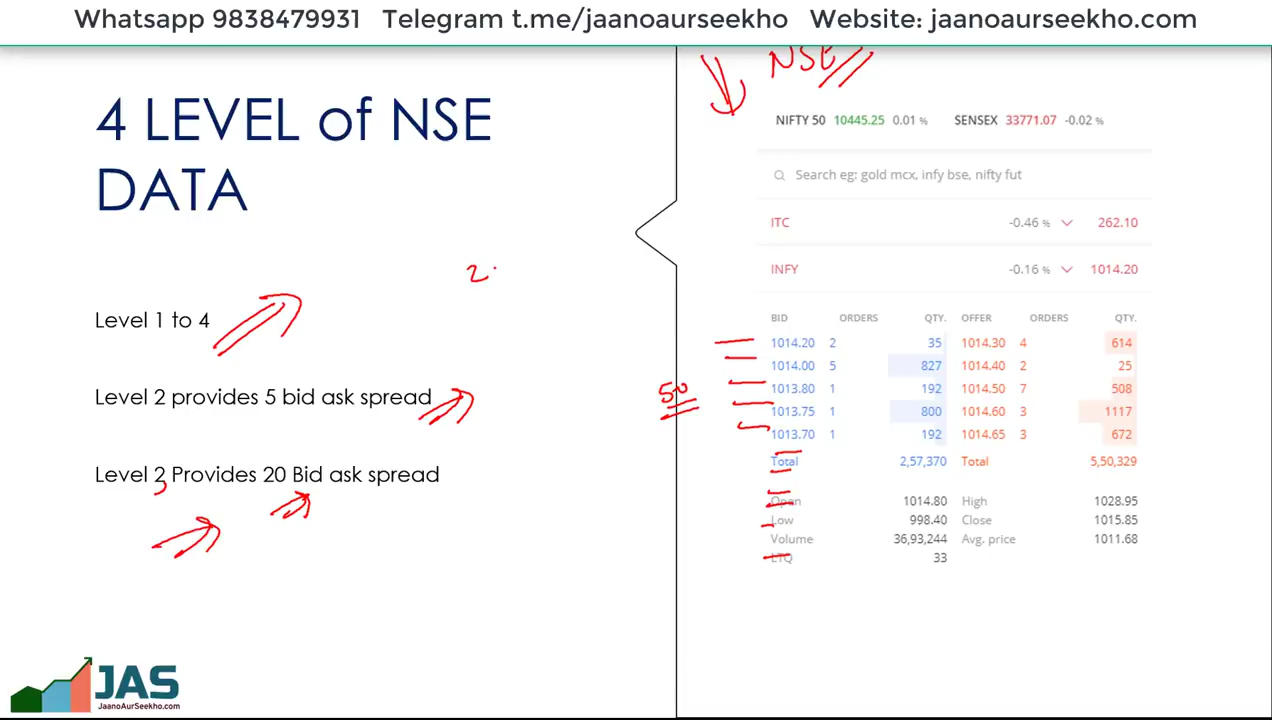 Whatsapp 9838479931 Telegram t.me/jaanoaurseekho Website: jaanoaurseekho.com
4 LEVEL of NSE
DATA
2.
Level 1 to 4
Level 2 provides 5 bid ask spread
Level 2 Provides 20 Bid ask spread
JAS
JaanoAurSeekho.com
NSE
NIFTY 50 10445.25 0.01 % SENSEX 33771.07 -0.02 %
Search eg: gold mcx, infy bse, nifty fut
ITC -0.46 % 262.10
INFY -0.16 % 1014.20
BID ORDERS QTY. OFFER ORDERS QTY.
1014.20 2 35 1014.30 4 614
1014.00 5 827 1014.40 2 25
50
1013.80 1 192 1014.50 7 508
1013.75 1 800 1014.60 3 1117
1013.70 1 192 1014.65 3 672
Total 2,57,370 Total 5,50,329
Open 1014.80 High 1028.95
Low 998.40 Close 1015.85
Volume 36,93,244 Avg. price 1011.68
LTQ 33